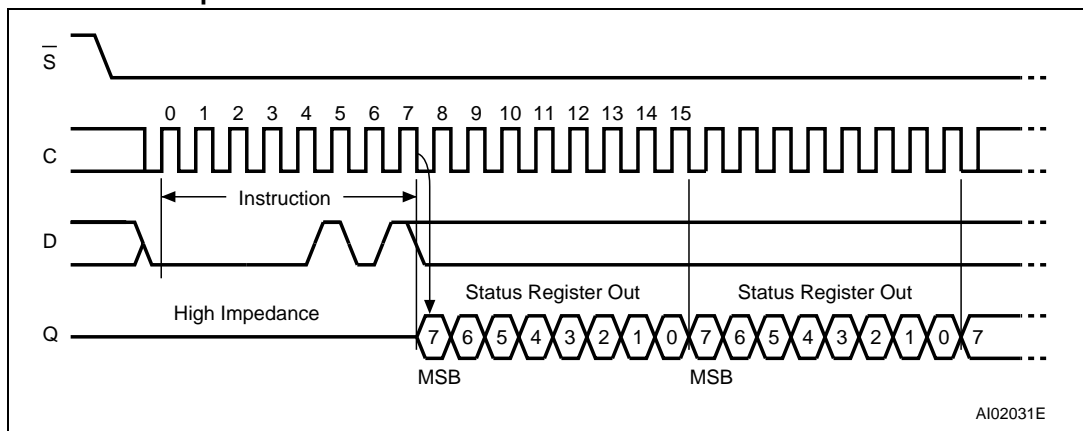 S
0 1 2 3 4 5 6 7 8 9 10 11 12 13 14 15
C
Instruction
D
Status Register Out Status Register Out
High Impedance
Q 7 6 5 4 3 2 1 0 7 6 5 4 3 2 1 0 7
MSB MSB
AI02031E